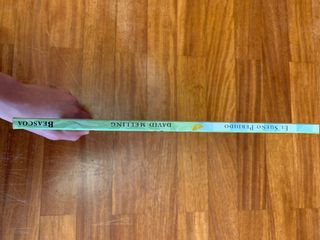 El Sueño Perdido
David Melling
Beascoa